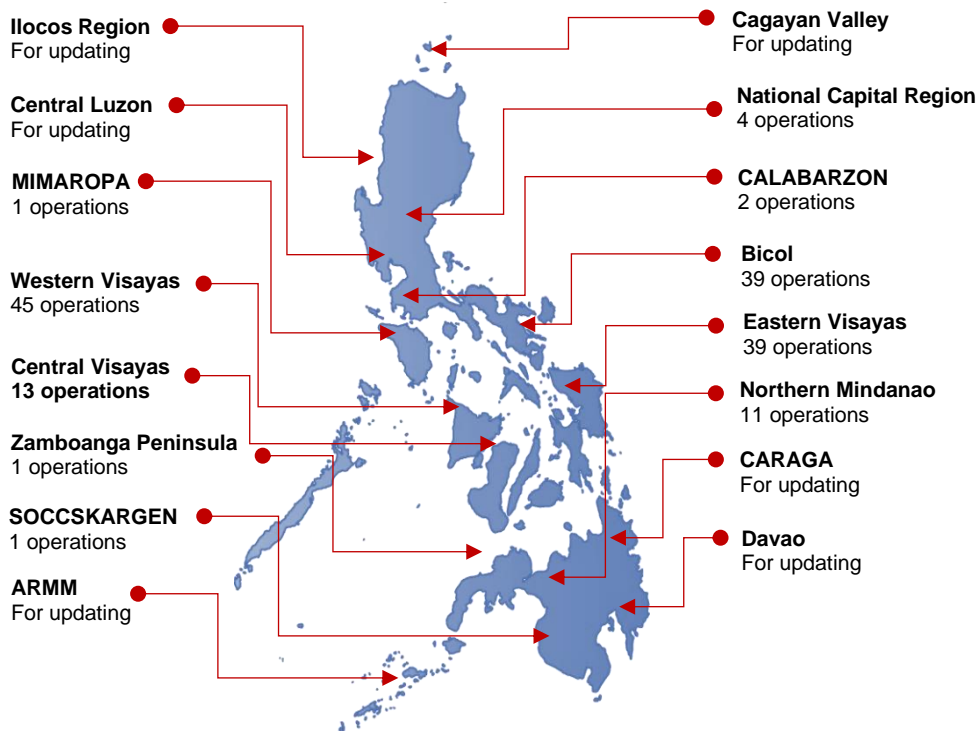 Ilocos Region
For updating
Central Luzon
For updating
MIMAROPA
1 operations
Western Visayas
45 operations
Central Visayas
13 operations
Zamboanga Peninsula
1 operations
SOCCSKARGEN
1 operations
ARMM
For updating
Cagayan Valley
For updating
National Capital Region
4 operations
CALABARZON
2 operations
Bicol
39 operations
Eastern Visayas
39 operations
Northern Mindanao
11 operations
CARAGA
For updating
Davao
For updating